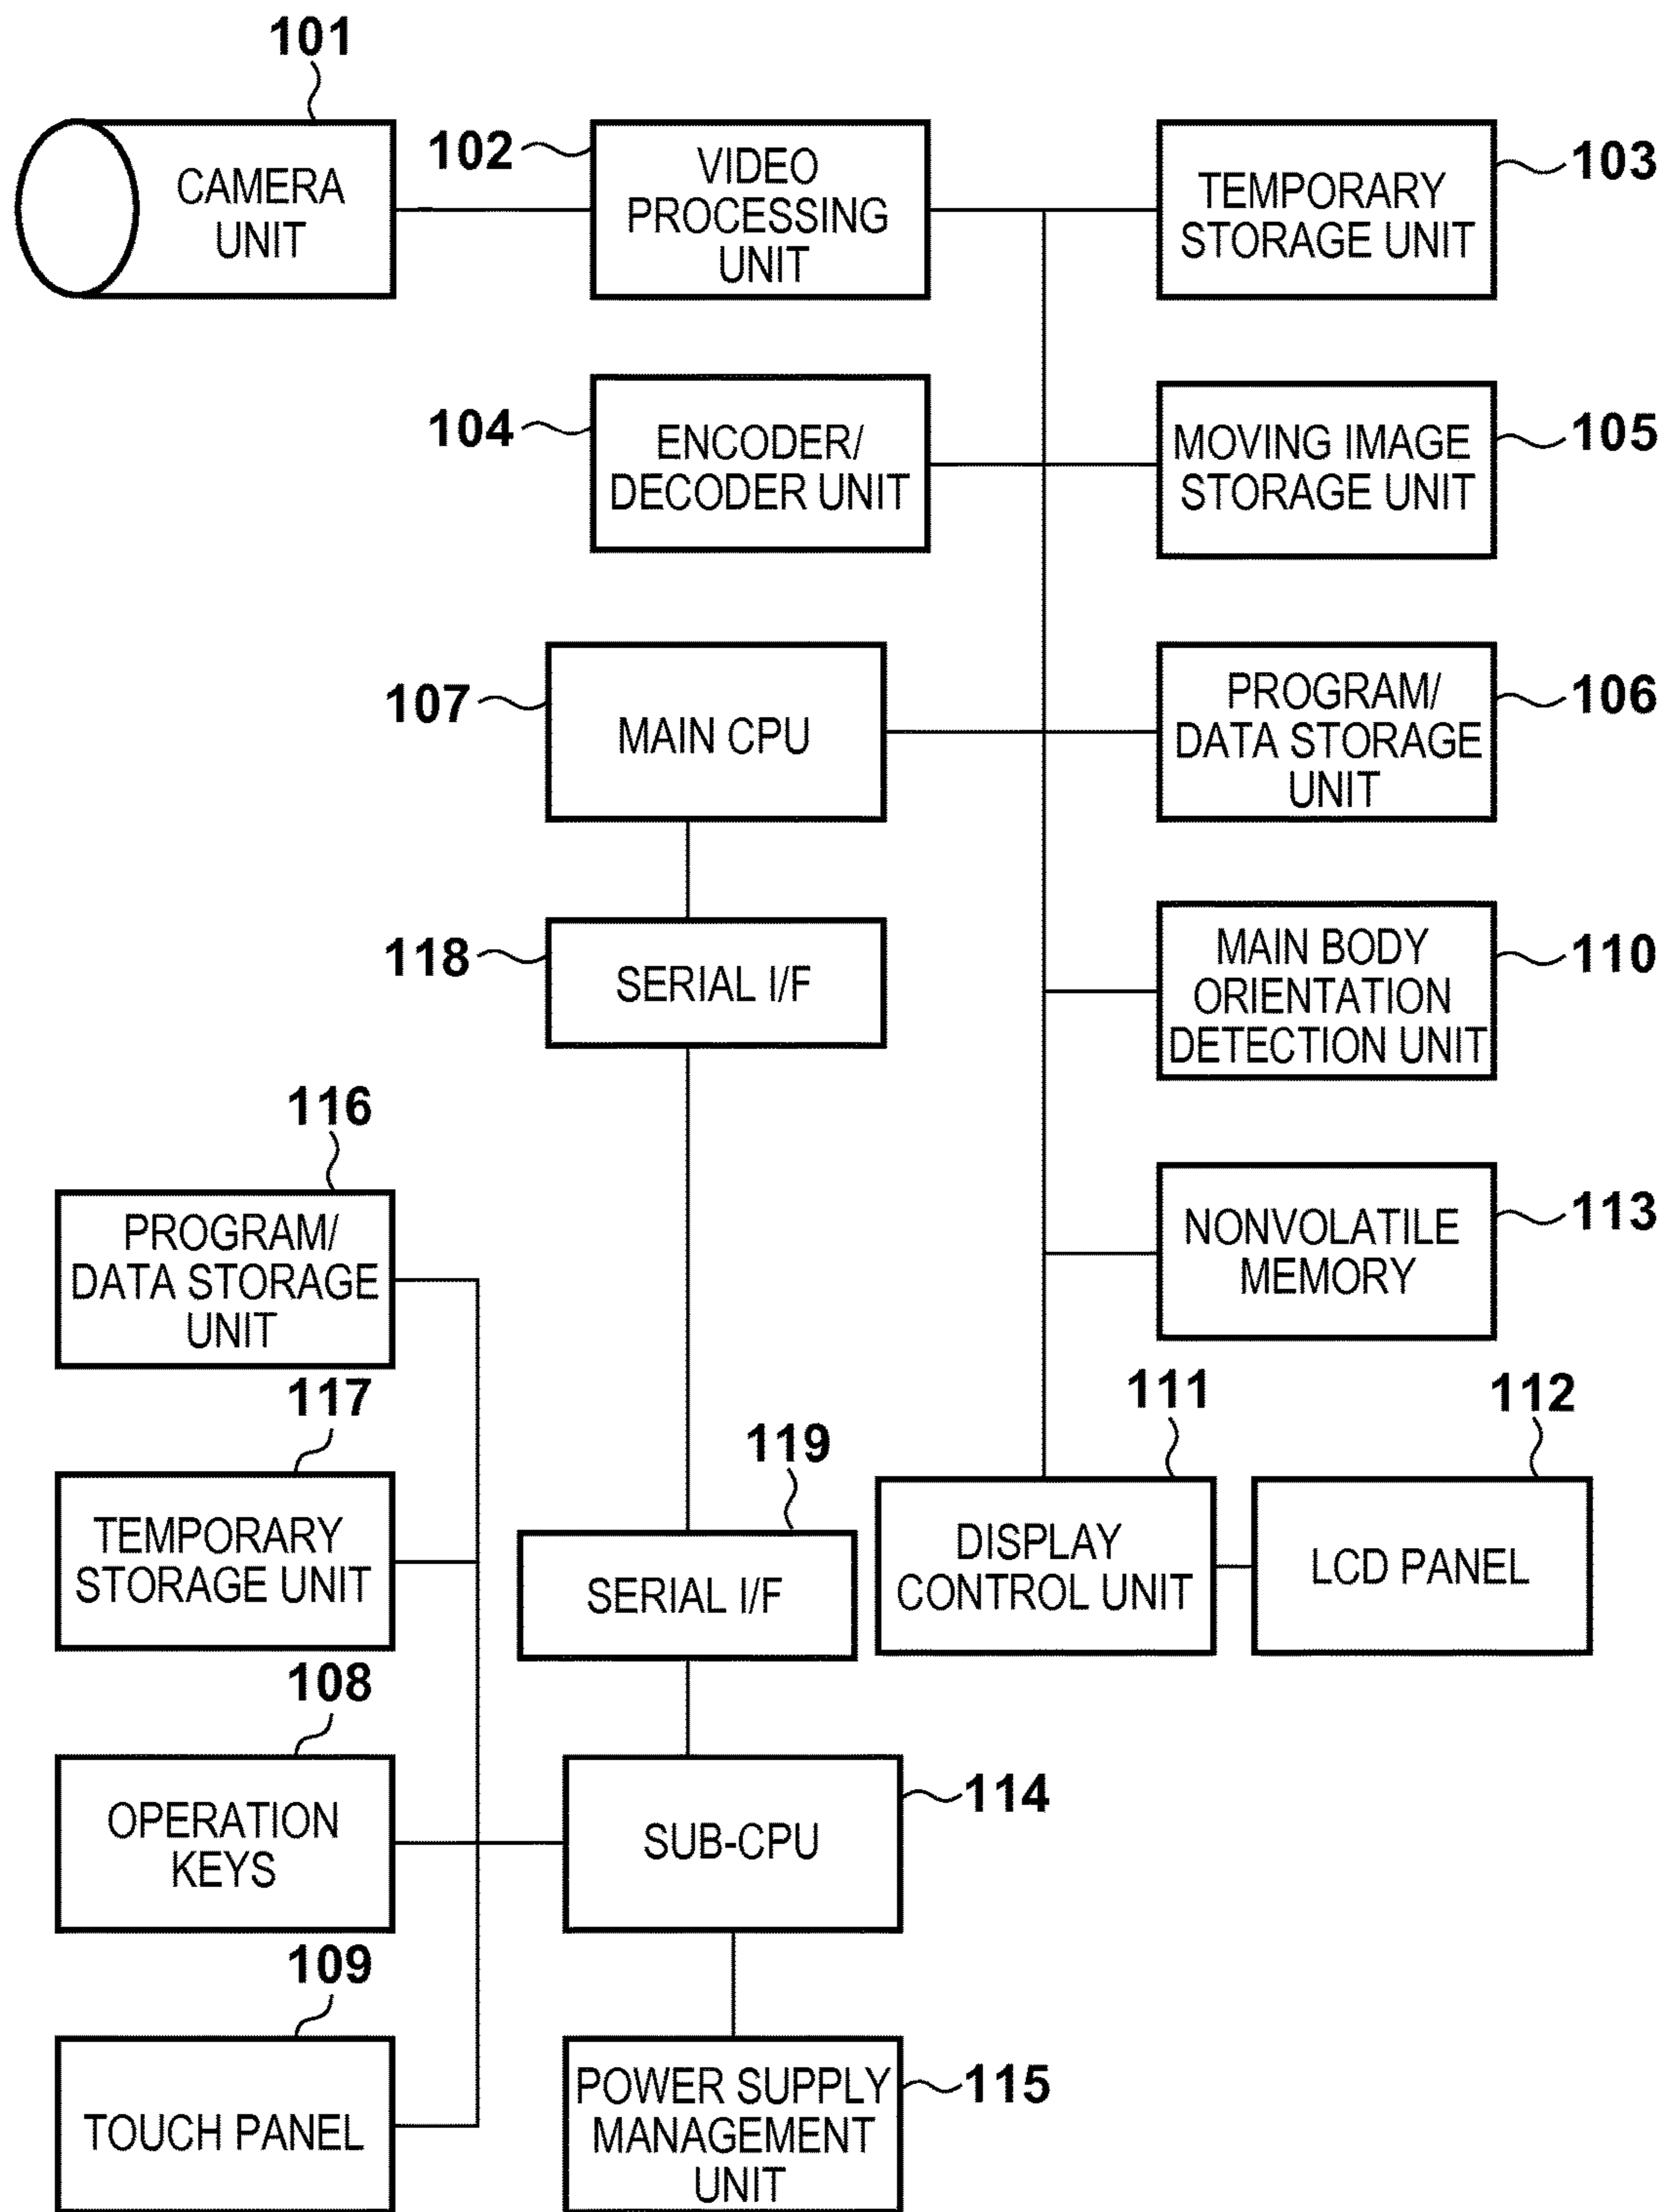 101
CAMERA
UNIT
102
VIDEO
PROCESSING
UNIT
103
TEMPORARY
STORAGE UNIT
104
ENCODER/
DECODER UNIT
105
MOVING IMAGE
STORAGE UNIT
107
MAIN CPU
106
PROGRAM/
DATA STORAGE
UNIT
118
SERIAL I/F
110
MAIN BODY
ORIENTATION
DETECTION UNIT
116
PROGRAM/
DATA STORAGE
UNIT
113
NONVOLATILE
MEMORY
117
TEMPORARY
STORAGE UNIT
119
SERIAL I/F
111
DISPLAY
CONTROL UNIT
112
LCD PANEL
108
OPERATION
KEYS
114
SUB-CPU
109
TOUCH PANEL
115
POWER SUPPLY
MANAGEMENT
UNIT